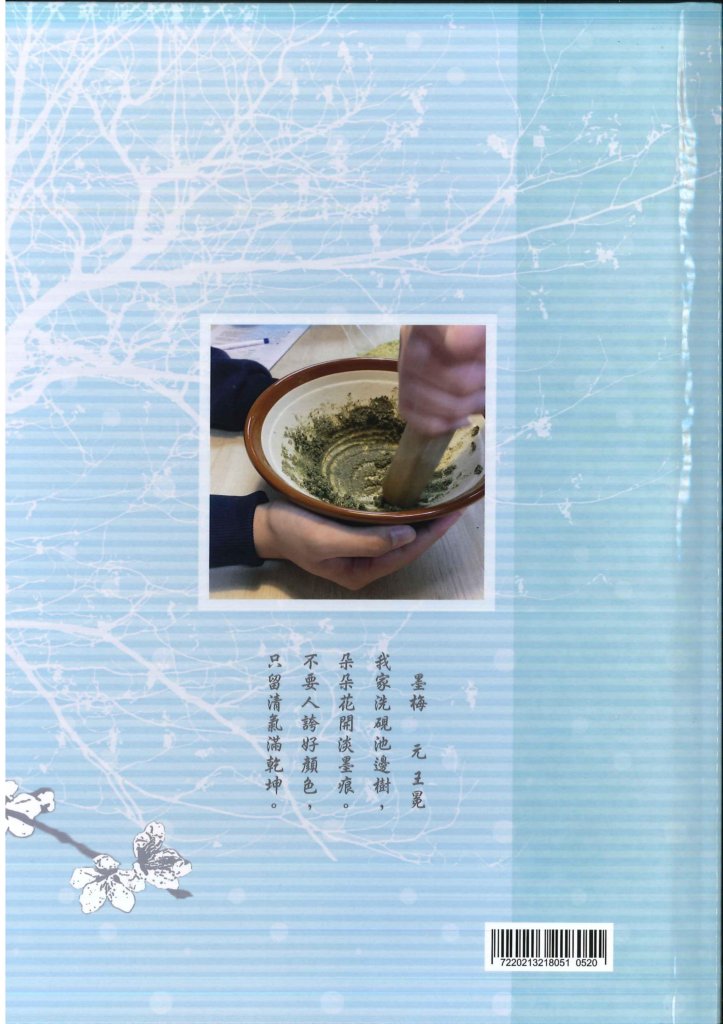 墨梅　元　王冕
我家洗硯池邊樹，
朵朵花開淡墨痕。
不要人誇好顏色，
只留清氣滿乾坤。
7220213218051 0520